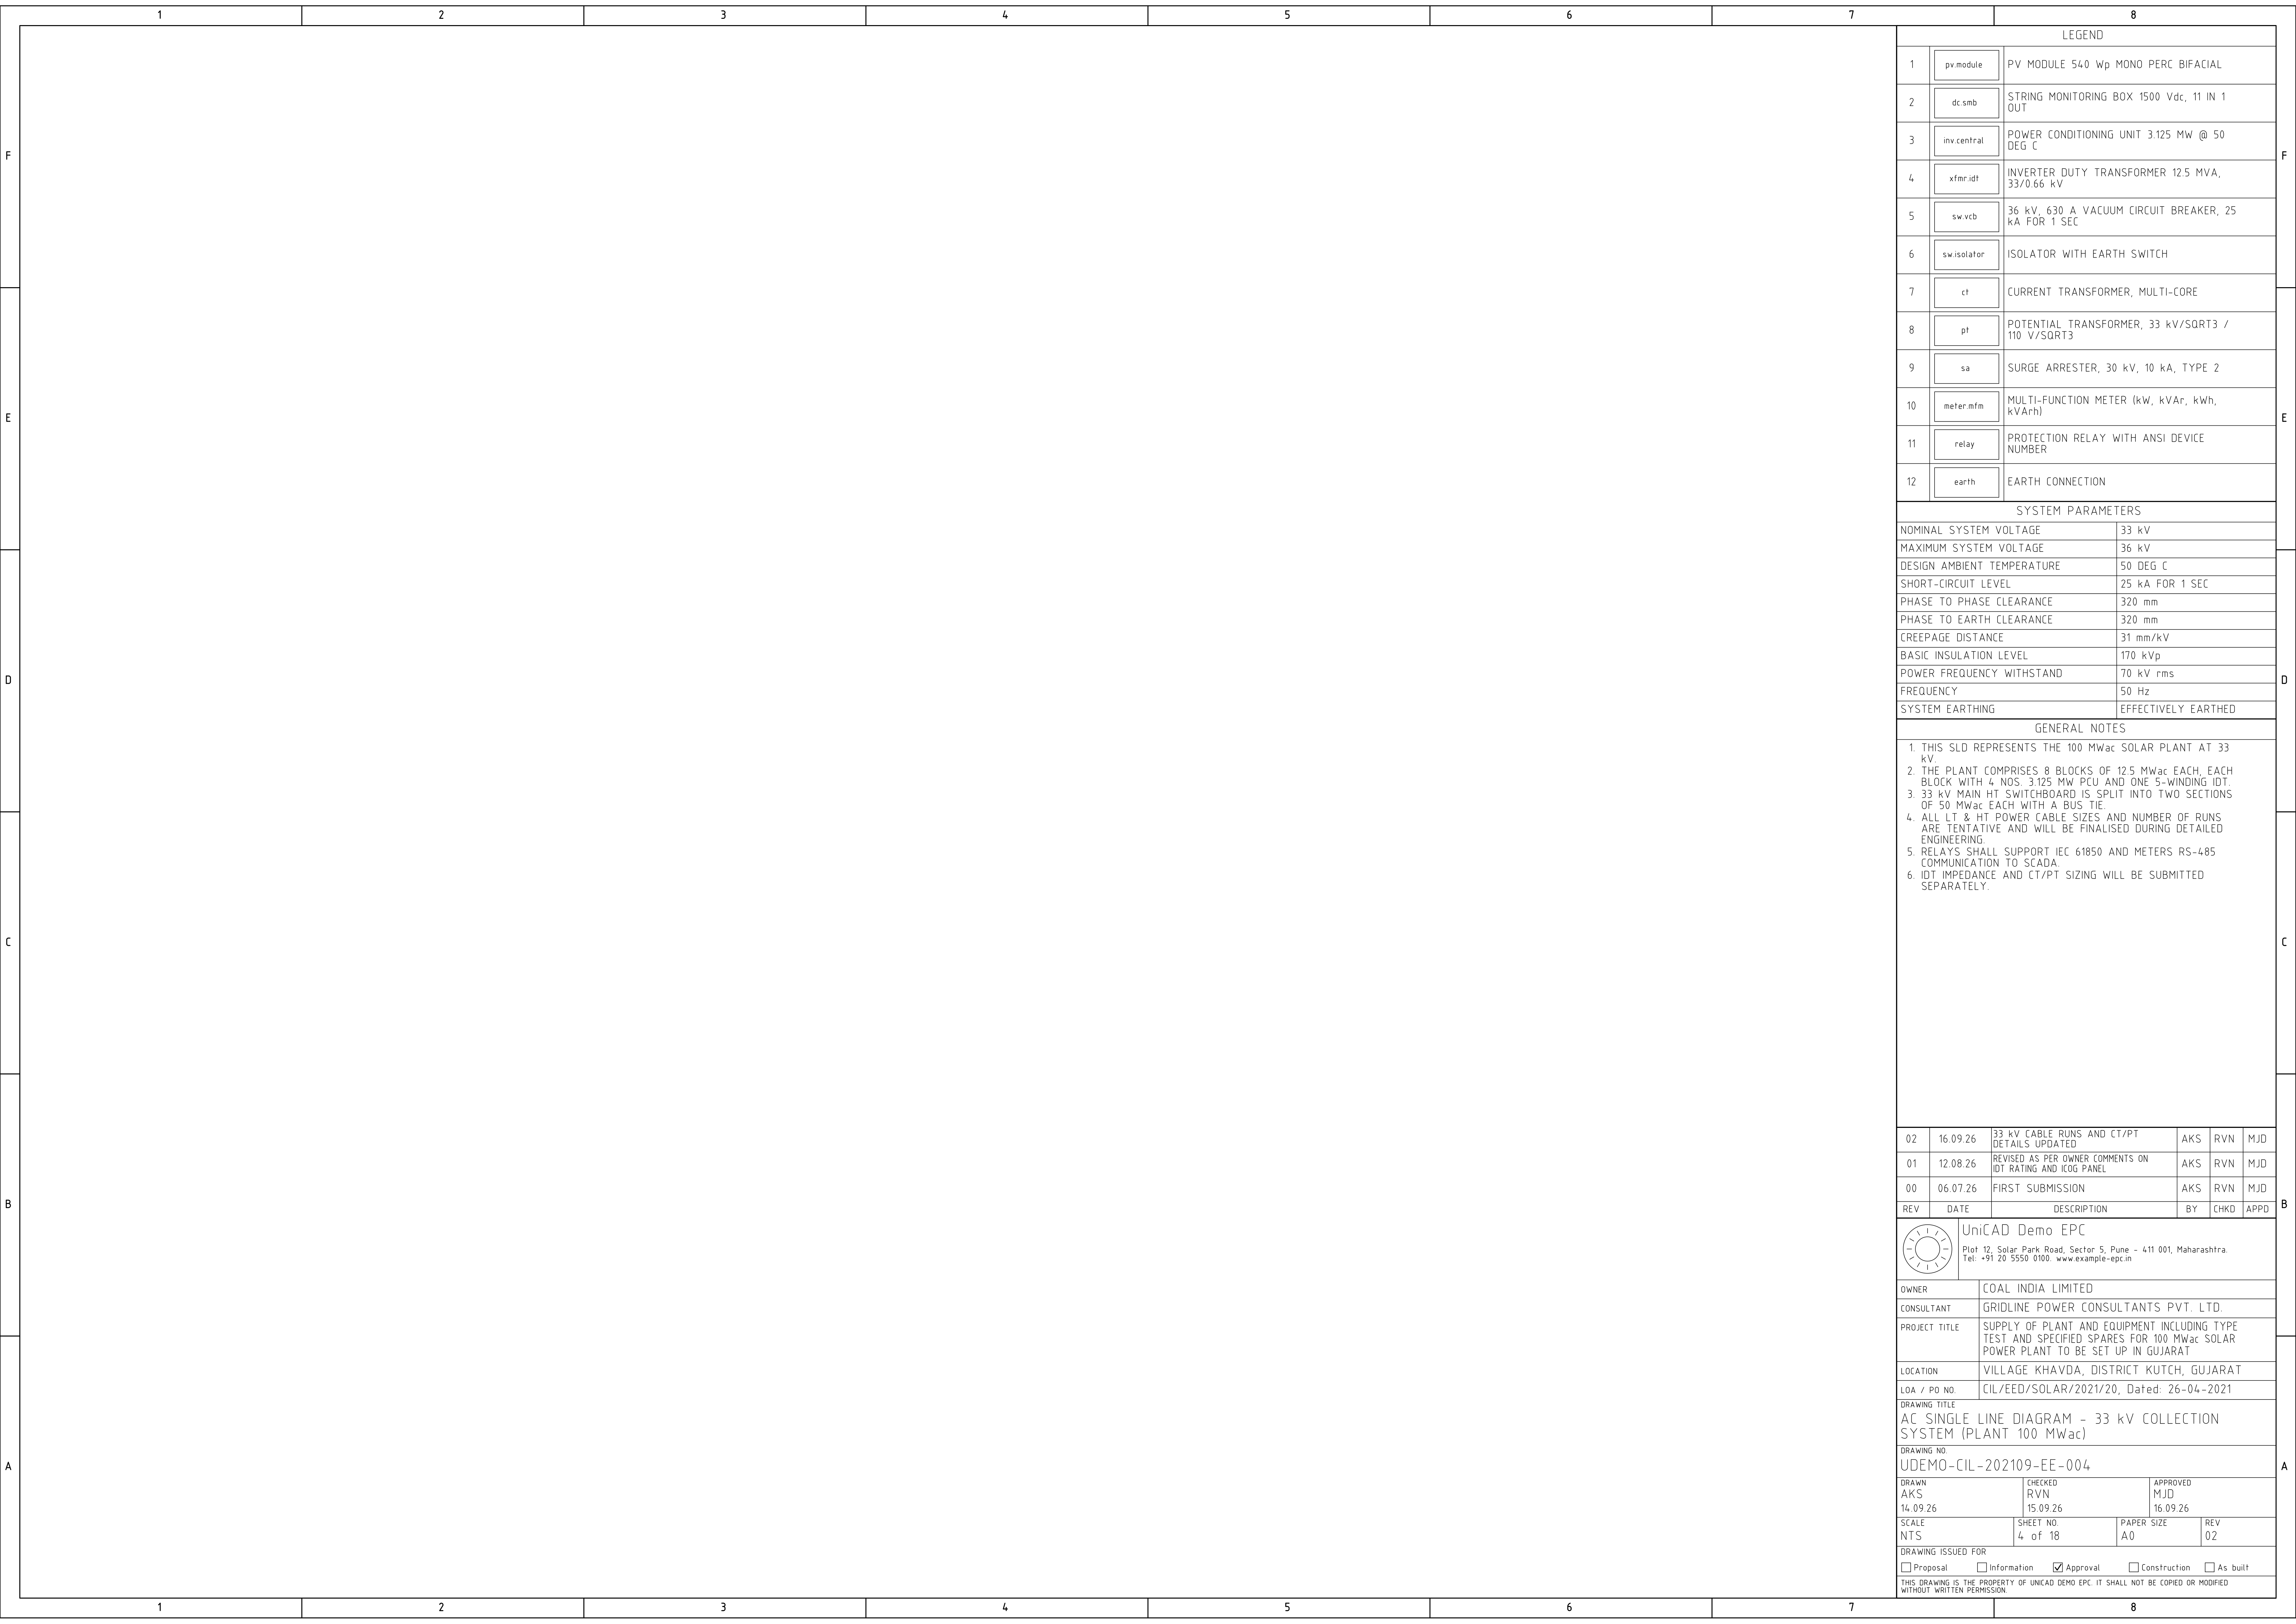 1 2 3 4 5 6 7 8
F
E
D
C
B
A
F
E
D
C
B
A
LEGEND
1 pv.module PV MODULE 540 Wp MONO PERC BIFACIAL
2 dc.smb STRING MONITORING BOX 1500 Vdc, 11 IN 1
OUT
3 inv.central POWER CONDITIONING UNIT 3.125 MW @ 50
DEG C
4 xfmr.idt INVERTER DUTY TRANSFORMER 12.5 MVA,
33/0.66 kV
5 sw.vcb 36 kV, 630 A VACUUM CIRCUIT BREAKER, 25
kA FOR 1 SEC
6 sw.isolator ISOLATOR WITH EARTH SWITCH
7 ct CURRENT TRANSFORMER, MULTI-CORE
8 pt POTENTIAL TRANSFORMER, 33 kV/SQRT3 /
110 V/SQRT3
9 sa SURGE ARRESTER, 30 kV, 10 kA, TYPE 2
10 meter.mfm MULTI-FUNCTION METER (kW, kVAr, kWh,
kVArh)
11 relay PROTECTION RELAY WITH ANSI DEVICE
NUMBER
12 earth EARTH CONNECTION
SYSTEM PARAMETERS
NOMINAL SYSTEM VOLTAGE 33 kV
MAXIMUM SYSTEM VOLTAGE 36 kV
DESIGN AMBIENT TEMPERATURE 50 DEG C
SHORT-CIRCUIT LEVEL 25 kA FOR 1 SEC
PHASE TO PHASE CLEARANCE 320 mm
PHASE TO EARTH CLEARANCE 320 mm
CREEPAGE DISTANCE 31 mm/kV
BASIC INSULATION LEVEL 170 kVp
POWER FREQUENCY WITHSTAND 70 kV rms
FREQUENCY 50 Hz
SYSTEM EARTHING EFFECTIVELY EARTHED
GENERAL NOTES
1. THIS SLD REPRESENTS THE 100 MWac SOLAR PLANT AT 33
kV.
2. THE PLANT COMPRISES 8 BLOCKS OF 12.5 MWac EACH, EACH
BLOCK WITH 4 NOS. 3.125 MW PCU AND ONE 5-WINDING IDT.
3. 33 kV MAIN HT SWITCHBOARD IS SPLIT INTO TWO SECTIONS
OF 50 MWac EACH WITH A BUS TIE.
4. ALL LT & HT POWER CABLE SIZES AND NUMBER OF RUNS
ARE TENTATIVE AND WILL BE FINALISED DURING DETAILED
ENGINEERING.
5. RELAYS SHALL SUPPORT IEC 61850 AND METERS RS-485
COMMUNICATION TO SCADA.
6. IDT IMPEDANCE AND CT/PT SIZING WILL BE SUBMITTED
SEPARATELY.
02 16.09.26 33 kV CABLE RUNS AND CT/PT
DETAILS UPDATED AKS RVN MJD
01 12.08.26 REVISED AS PER OWNER COMMENTS ON
IDT RATING AND ICOG PANEL AKS RVN MJD
00 06.07.26 FIRST SUBMISSION AKS RVN MJD
REV DATE DESCRIPTION BY CHKD APPD
UniCAD Demo EPC
Plot 12, Solar Park Road, Sector 5, Pune - 411 001, Maharashtra.
Tel: +91 20 5550 0100. www.example-epc.in
OWNER COAL INDIA LIMITED
CONSULTANT GRIDLINE POWER CONSULTANTS PVT. LTD.
PROJECT TITLE SUPPLY OF PLANT AND EQUIPMENT INCLUDING TYPE
TEST AND SPECIFIED SPARES FOR 100 MWac SOLAR
POWER PLANT TO BE SET UP IN GUJARAT
LOCATION VILLAGE KHAVDA, DISTRICT KUTCH, GUJARAT
LOA / PO NO. CIL/EED/SOLAR/2021/20, Dated: 26-04-2021
DRAWING TITLE
AC SINGLE LINE DIAGRAM - 33 kV COLLECTION
SYSTEM (PLANT 100 MWac)
DRAWING NO.
UDEMO-CIL-202109-EE-004
DRAWN CHECKED APPROVED
AKS RVN MJD
14.09.26 15.09.26 16.09.26
SCALE SHEET NO. PAPER SIZE REV
NTS 4 of 18 A0 02
DRAWING ISSUED FOR
Proposal Information Approval Construction As built
THIS DRAWING IS THE PROPERTY OF UNICAD DEMO EPC. IT SHALL NOT BE COPIED OR MODIFIED
WITHOUT WRITTEN PERMISSION.
1 2 3 4 5 6 7 8